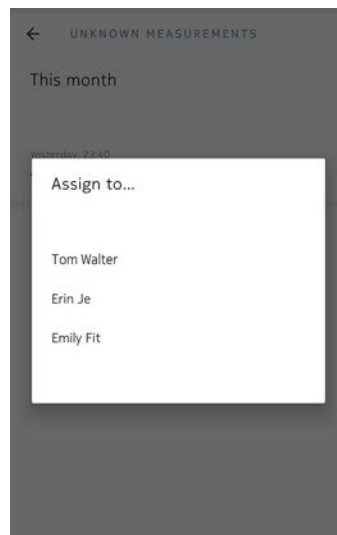 UNKNOWN MEASUREMENTS
This month
Yesterday, 23:40
Assign to...
Tom Walter
Erin Je
Emily Fit